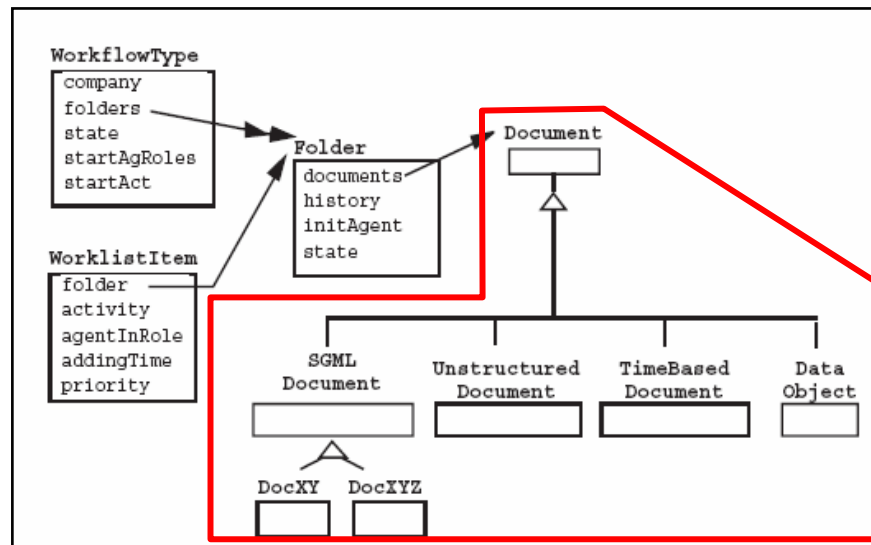 WorkflowType
company
folders
state
startAgRoles
startAct
Folder
documents
history
initAgent
state
Document
WorklistItem
folder
activity
agentInRole
addingTime
priority
SGML
Document
Unstructured
Document
TimeBased
Document
Data
Object
DocXY
DocXYZ